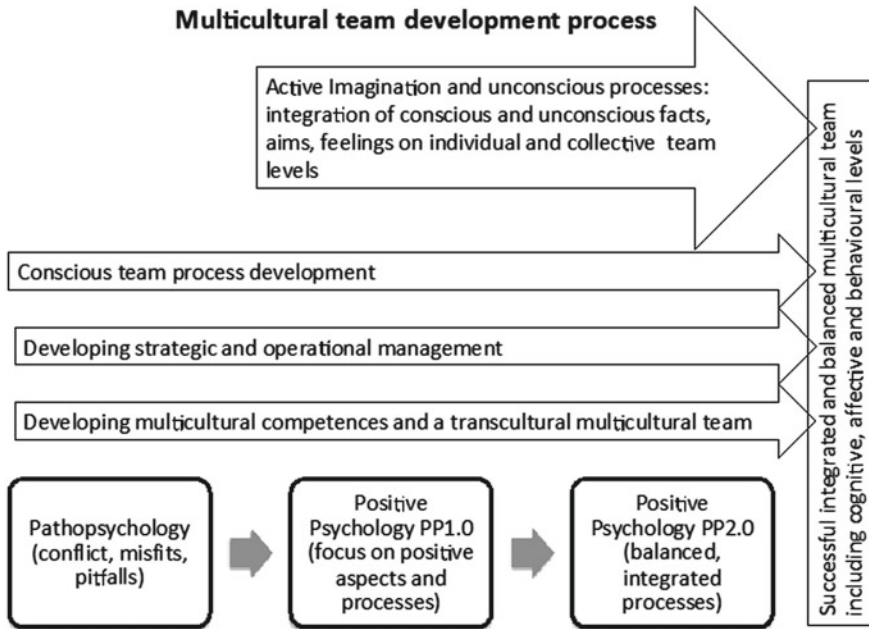 Multicultural team development process
Active Imagination and unconscious processes:
integration of conscious and unconscious facts,
aims, feelings on individual and collective team
levels
Conscious team process development
Developing strategic and operational management
Developing multicultural competences and a transcultural multicultural team
Pathopsychology
(conflict, misfits,
pitfalls)
Positive
Psychology PP1.0
(focus on positive
aspects and
processes)
Positive
Psychology PP2.0
(balanced,
integrated
processes)
Successful integrated and balanced multicultural team
including cognitive, affective and behavioural levels